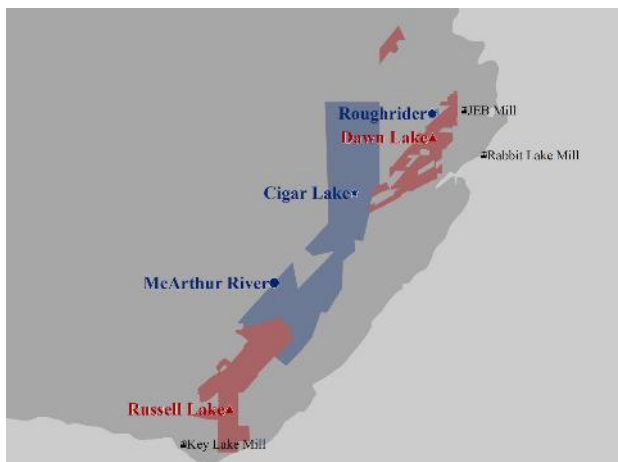 Roughrider
JEB Mill
Dawn Lake
Rabbit Lake Mill
Cigar Lake
McArthur River
Russell Lake
Key Lake Mill